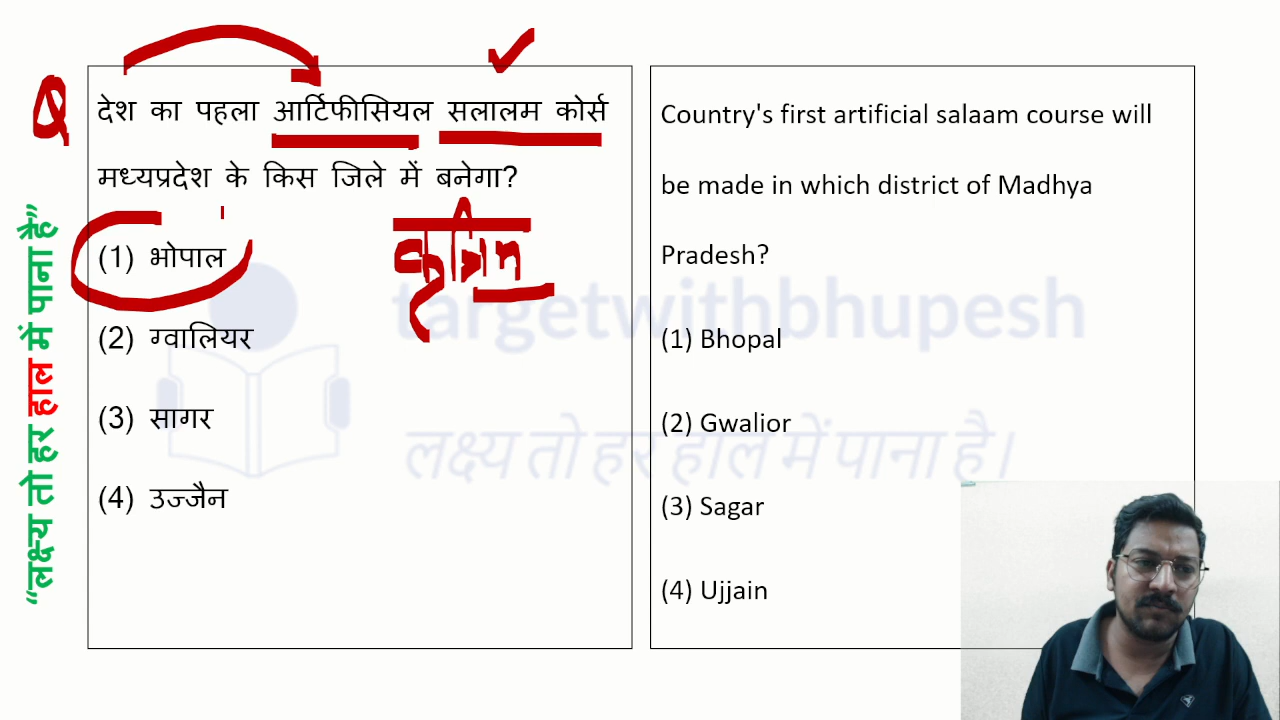 Q
देश का पहला आर्टिफीसियल सलालम कोर्स
मध्यप्रदेश के किस जिले में बनेगा?
(1) भोपाल
कृत्रिम
(2) ग्वालियर
(3) सागर
(4) उज्जैन
Country's first artificial salaam course will
be made in which district of Madhya
Pradesh?
(1) Bhopal
(2) Gwalior
(3) Sagar
(4) Ujjain
"लक्ष्य तो हर हाल में पाना है"
targetwithbhupesh
लक्ष्य तो हर हाल में पाना है।